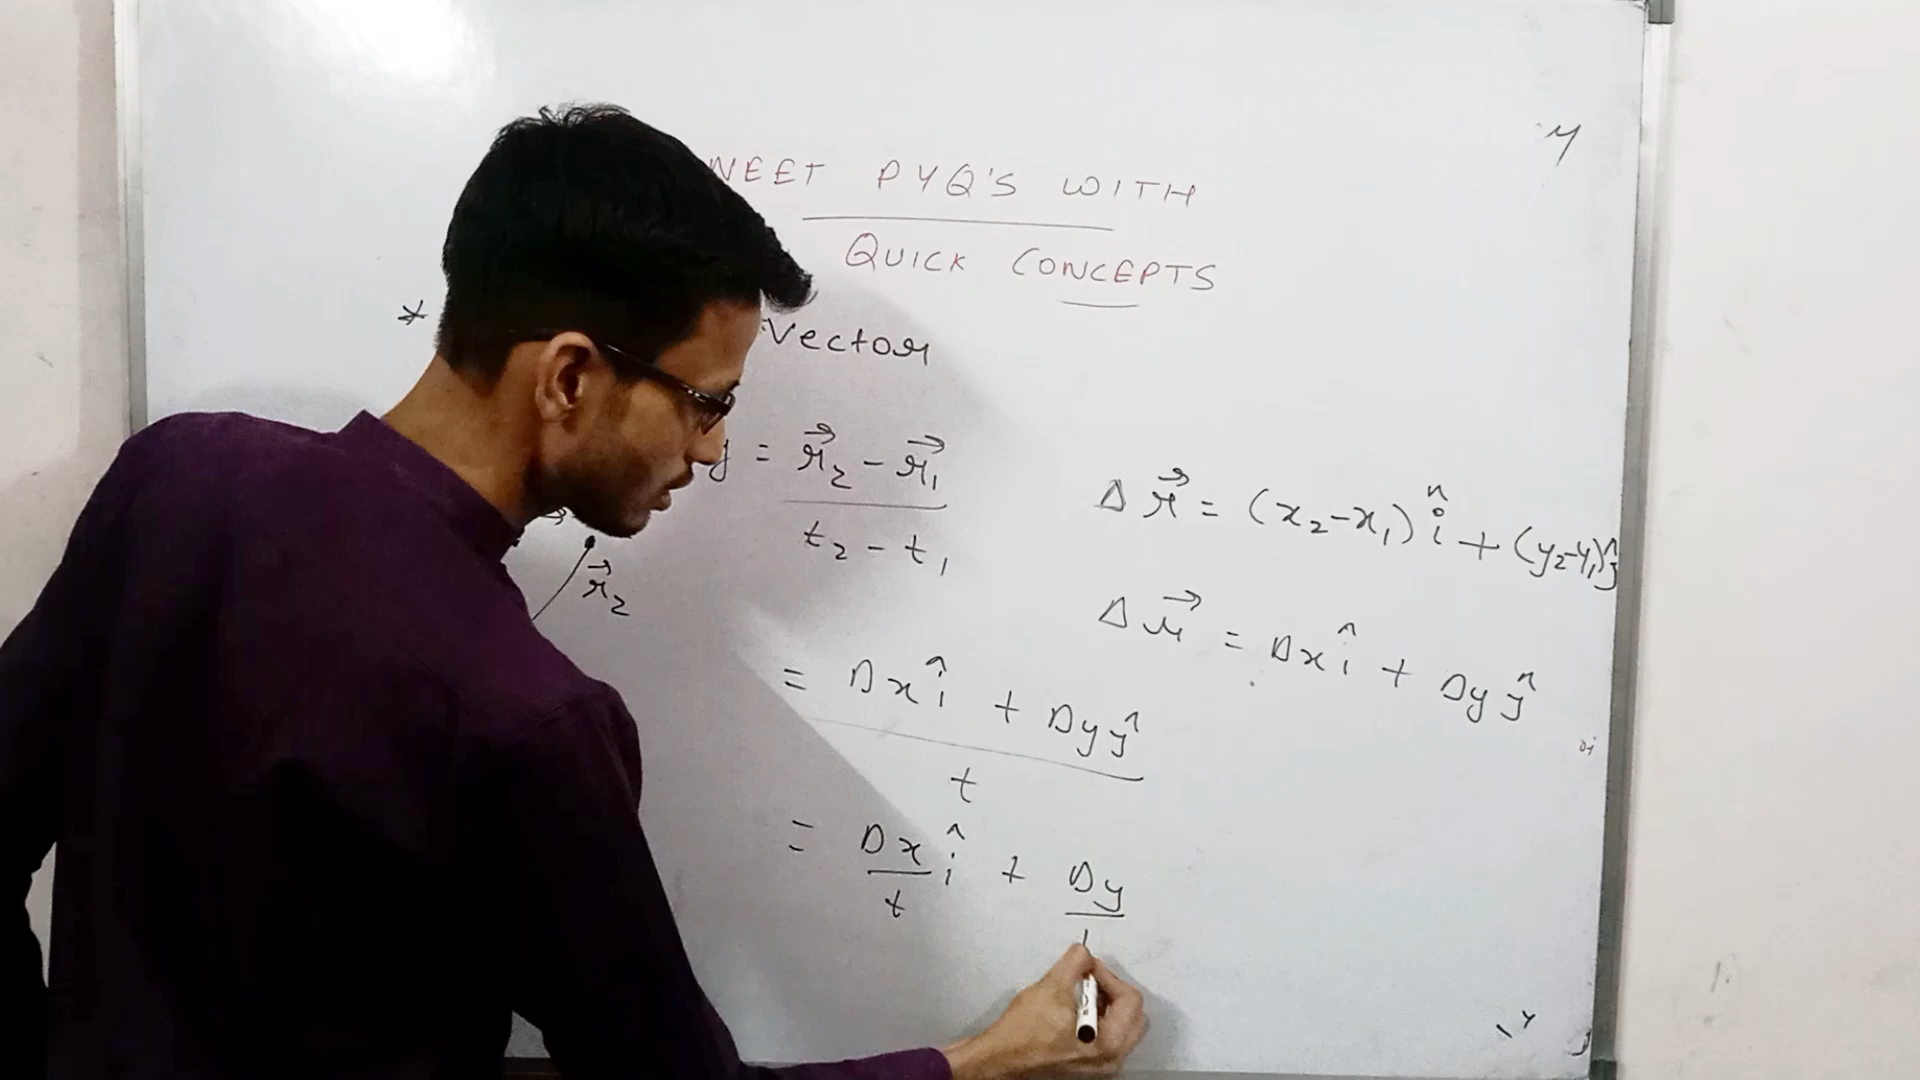 NEET PYQ'S WITH
QUICK CONCEPTS
* Vector
y = r⃗₂ - r⃗₁ / t₂ - t₁
r⃗₂
Δr⃗ = (x₂-x₁)î + (y₂-y₁)ĵ
Δr⃗ = Δxî + Δyĵ
= Δxî + Δyĵ / t
= Δx/t î + Δy/